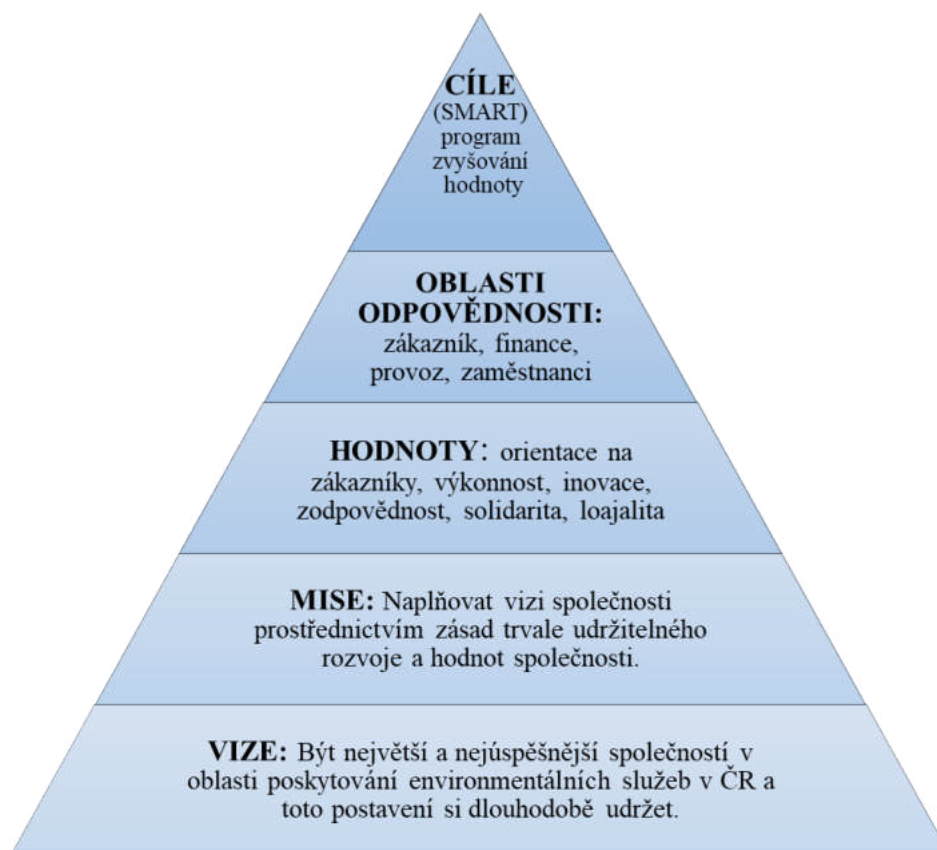 CÍLE
(SMART)
program
zvyšování
hodnoty
OBLASTI
ODPOVĚDNOSTI:
zákazník, finance,
provoz, zaměstnanci
HODNOTY: orientace na
zákazníky, výkonnost, inovace,
zodpovědnost, solidarita, loajalita
MISE: Naplňovat vizi společnosti
prostřednictvím zásad trvale udržitelného
rozvoje a hodnot společnosti.
VIZE: Být největší a nejúspěšnější společností v
oblasti poskytování environmentálních služeb v ČR a
toto postavení si dlouhodobě udržet.